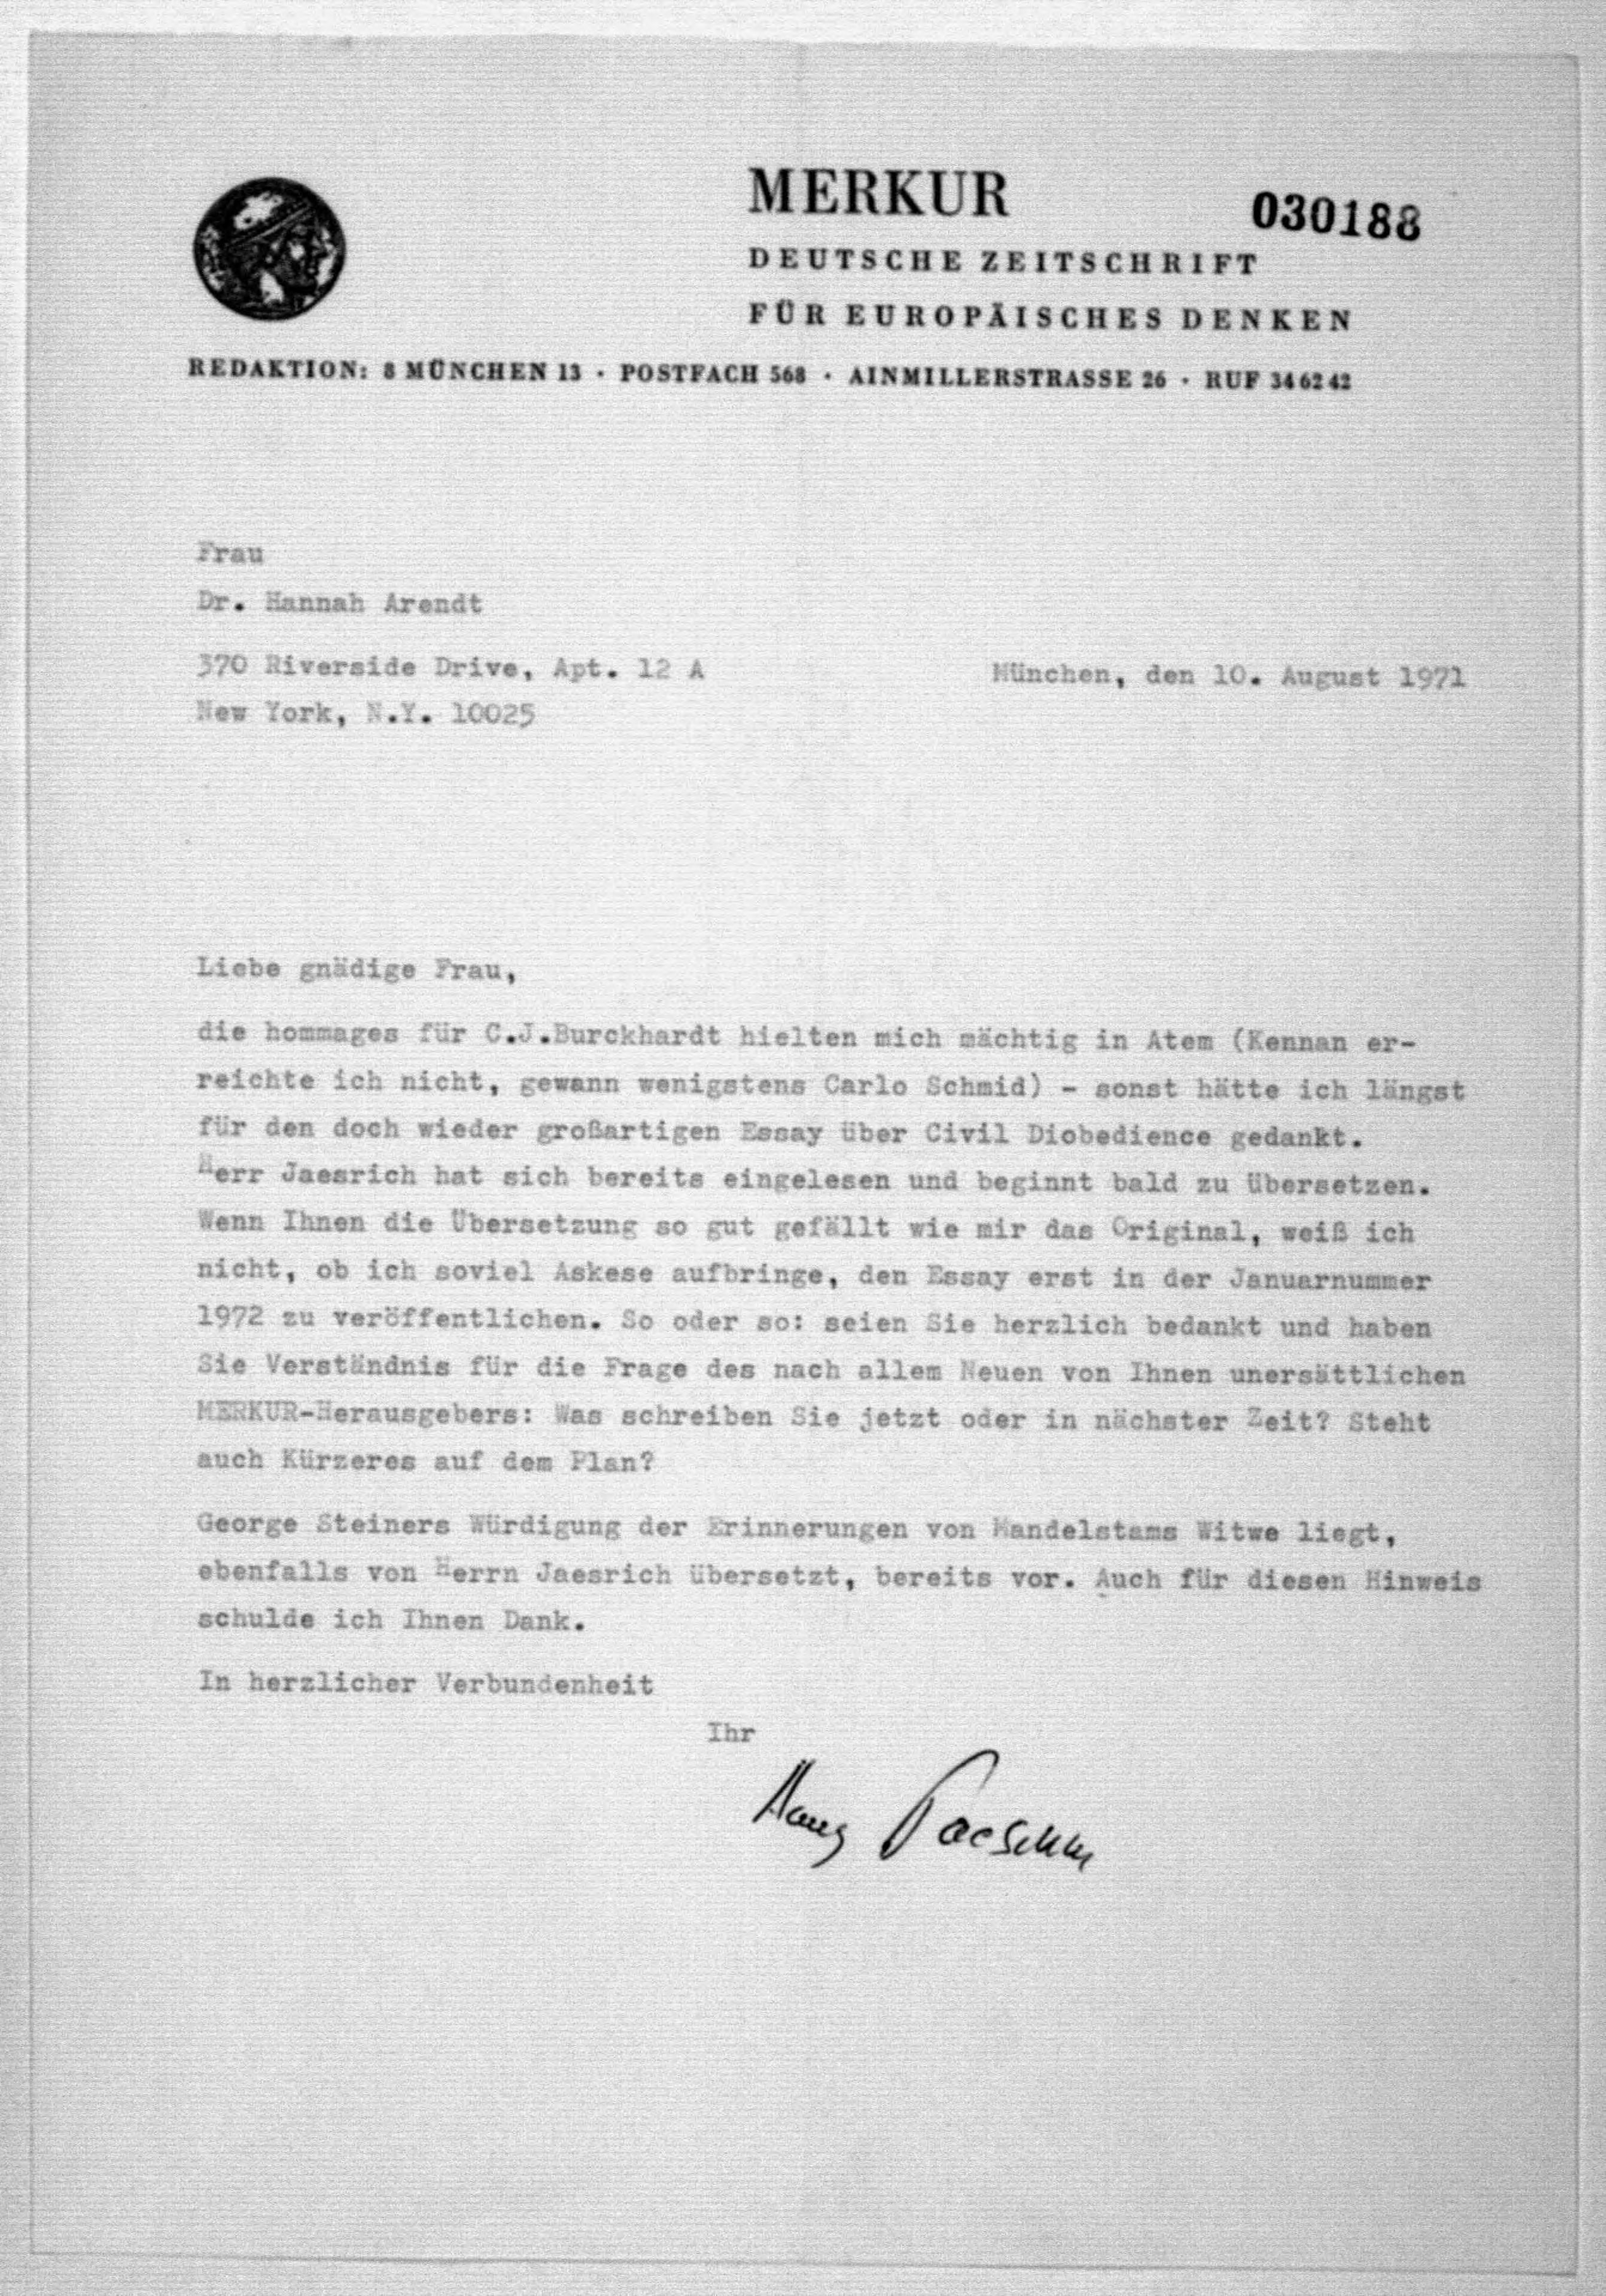 MERKUR
030188
DEUTSCHE ZEITSCHRIFT
FÜR EUROPÄISCHES DENKEN
REDAKTION: 8 MÜNCHEN 13 · POSTFACH 568 · AINMILLERSTRASSE 26 · RUF 34 62 42
Frau
Dr. Hannah Arendt
370 Riverside Drive, Apt. 12 A
New York, N.Y. 10025
München, den 10. August 1971
Liebe gnädige Frau,
die hommages für C.J.Burckhardt hielten mich mächtig in Atem (Kennan er-
reichte ich nicht, gewann wenigstens Carlo Schmid) - sonst hätte ich längst
für den doch wieder großartigen Essay über Civil Diobedience gedankt.
Herr Jaesrich hat sich bereits eingelesen und beginnt bald zu übersetzen.
Wenn Ihnen die Übersetzung so gut gefällt wie mir das Original, weiß ich
nicht, ob ich soviel Askese aufbringe, den Essay erst in der Januarnummer
1972 zu veröffentlichen. So oder so: seien Sie herzlich bedankt und haben
Sie Verständnis für die Frage des nach allem Neuen von Ihnen unersättlichen
MERKUR-Herausgebers: Was schreiben Sie jetzt oder in nächster Zeit? Steht
auch Kürzeres auf dem Plan?
George Steiners Würdigung der Erinnerungen von Mandelstams Witwe liegt,
ebenfalls von Herrn Jaesrich übersetzt, bereits vor. Auch für diesen Hinweis
schulde ich Ihnen Dank.
In herzlicher Verbundenheit
Ihr
Hans Paeschke